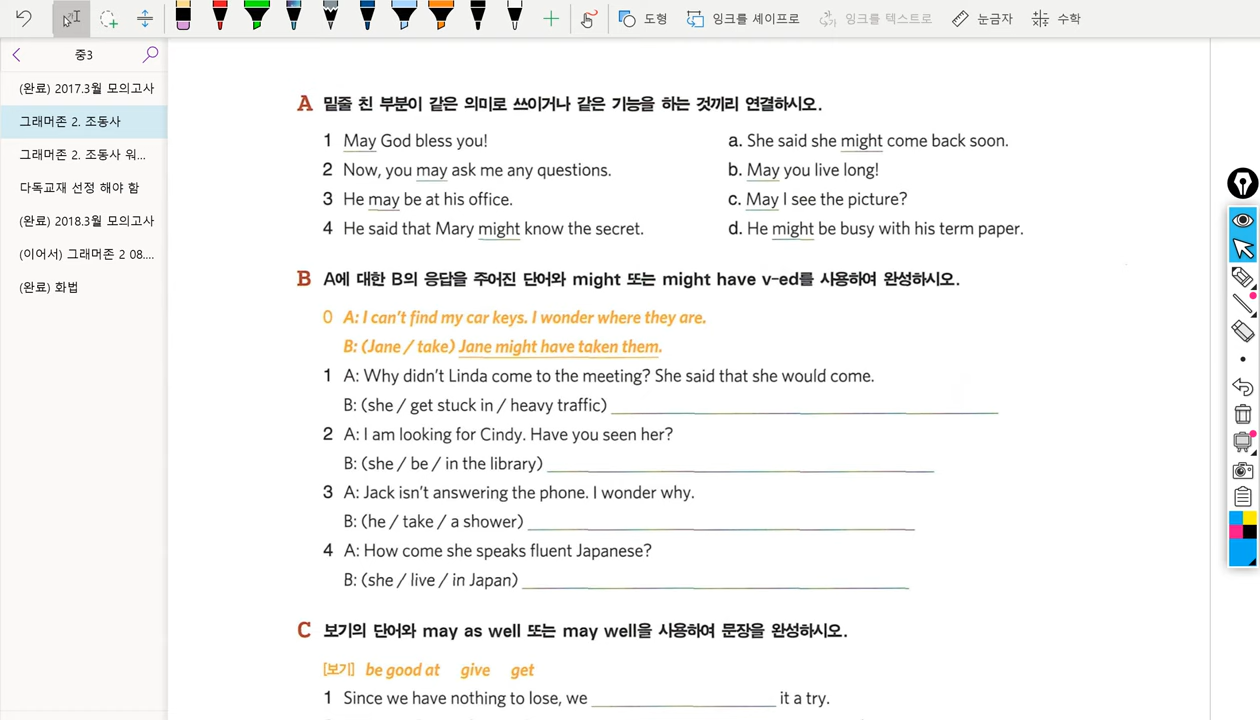 도형
잉크를 셰이프로
잉크를 텍스트로
눈금자
수학
중3
(완료) 2017.3월 모의고사
그래머존 2. 조동사
그래머존 2. 조동사 워...
다독교재 선정 해야 함
(완료) 2018.3월 모의고사
(이어서) 그래머존 2 08....
(완료) 화법
A 밑줄 친 부분이 같은 의미로 쓰이거나 같은 기능을 하는 것끼리 연결하시오.
1 May God bless you!
a. She said she might come back soon.
2 Now, you may ask me any questions.
b. May you live long!
3 He may be at his office.
c. May I see the picture?
4 He said that Mary might know the secret.
d. He might be busy with his term paper.
B A에 대한 B의 응답을 주어진 단어와 might 또는 might have v-ed를 사용하여 완성하시오.
0 A: I can't find my car keys. I wonder where they are.
B: (Jane / take) Jane might have taken them.
1 A: Why didn't Linda come to the meeting? She said that she would come.
B: (she / get stuck in / heavy traffic)
2 A: I am looking for Cindy. Have you seen her?
B: (she / be / in the library)
3 A: Jack isn't answering the phone. I wonder why.
B: (he / take / a shower)
4 A: How come she speaks fluent Japanese?
B: (she / live / in Japan)
C 보기의 단어와 may as well 또는 may well을 사용하여 문장을 완성하시오.
[보기] be good at give get
1 Since we have nothing to lose, we it a try.